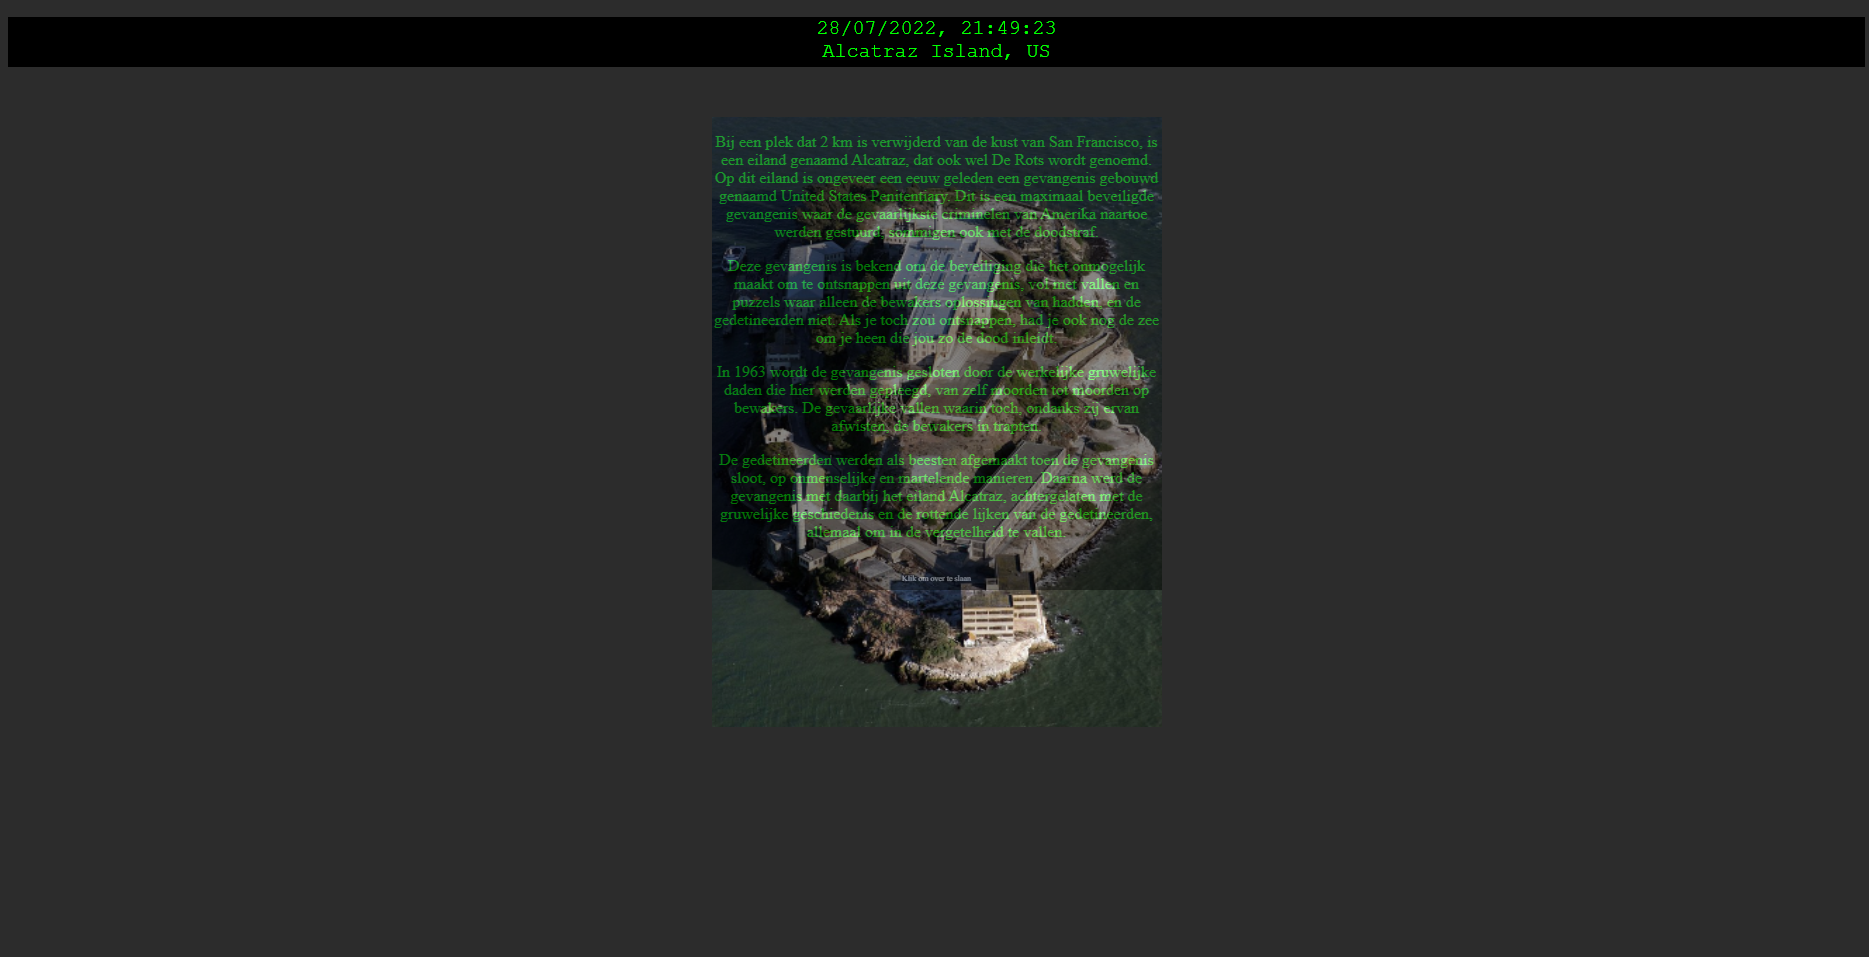 28/07/2022, 21:49:23
Alcatraz Island, US
Bij een plek dat 2 km is verwijderd van de kust van San Francisco, is
een eiland genaamd Alcatraz, dat ook wel De Rots wordt genoemd.
Op dit eiland is ongeveer een eeuw geleden een gevangenis gebouwd
genaamd United States Penitentiary. Dit is een maximaal beveiligde
gevangenis waar de gevaarlijkste criminelen van Amerika naartoe
werden gestuurd, sommigen ook met de doodstraf.
Deze gevangenis is bekend om de beveiliging die het onmogelijk
maakt om te ontsnappen uit deze gevangenis, vol met vallen en
puzzels waar alleen de bewakers oplossingen van hadden, en de
gedetineerden niet. Als je toch zou ontsnappen, had je ook nog de zee
om je heen die jou zo de dood inleidt.
In 1963 wordt de gevangenis gesloten door de werkelijke gruwelijke
daden die hier werden gepleegd, van zelf moorden tot moorden op
bewakers. De gevaarlijke vallen waarin toch, ondanks zij ervan
afwisten, de bewakers in trapten.
De gedetineerden werden als beesten afgemaakt toen de gevangenis
sloot, op onmenselijke en martelende manieren. Daarna werd de
gevangenis met daarbij het eiland Alcatraz, achtergelaten met de
gruwelijke geschiedenis en de rottende lijken van de gedetineerden,
allemaal om in de vergetelheid te vallen.
Klik om over te slaan